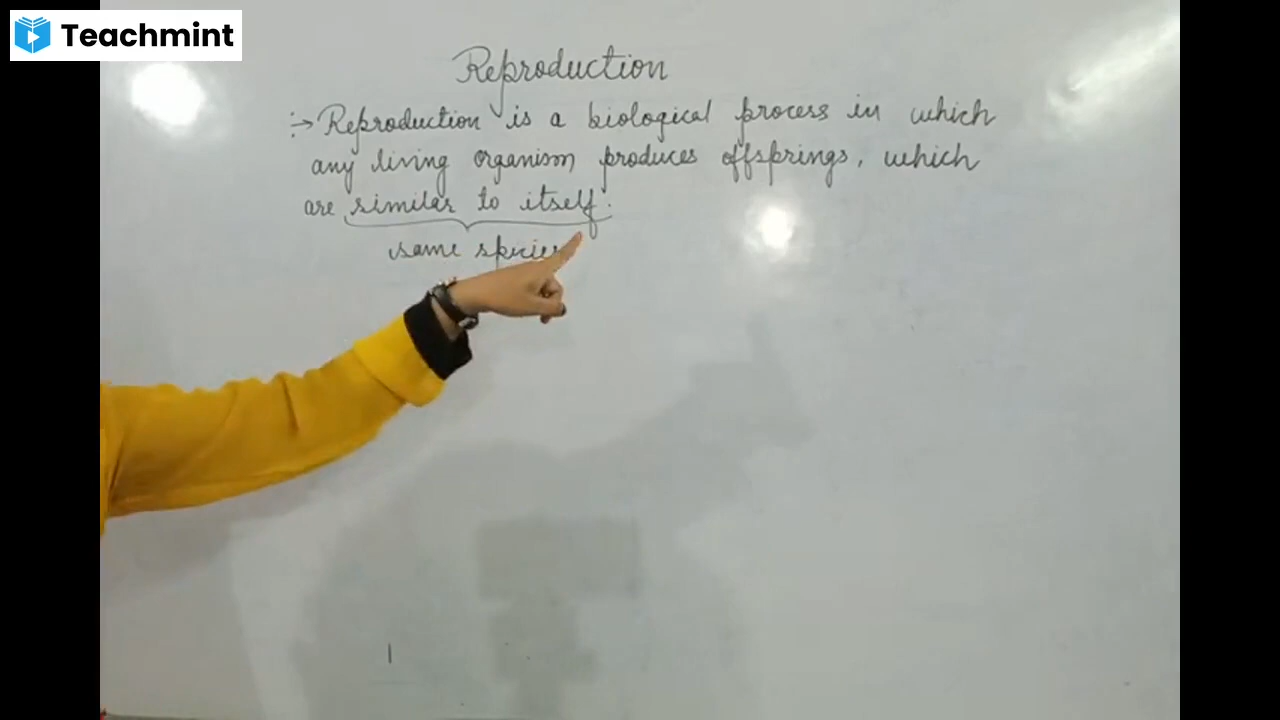 Teachmint
Reproduction
:→ Reproduction is a biological process in which
any living organism produces offsprings, which
are similar to itself.
same species